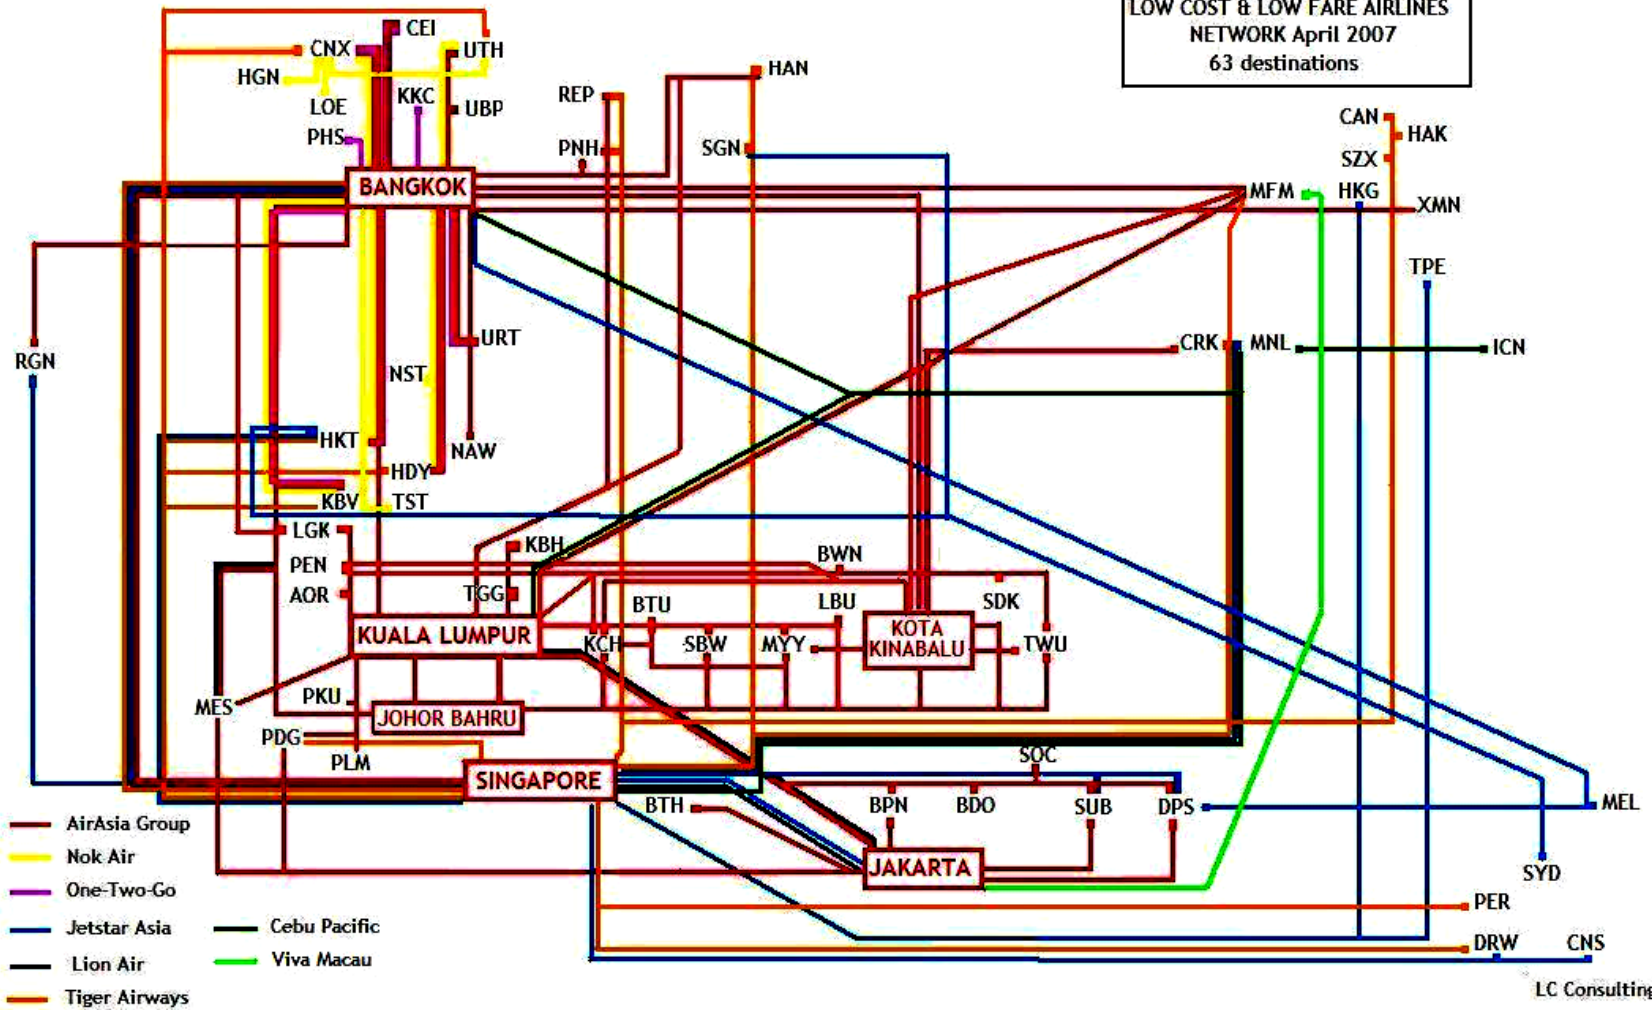 LOW COST & LOW FARE AIRLINES
NETWORK April 2007
63 destinations
CEI
CNX
UTH
HGN
HAN
LOE
KKC
REP
UBP
CAN
HAK
PHS
PNH
SGN
SZX
BANGKOK
MFM
HKG
XMN
TPE
URT
CRK
MNL
ICN
RGN
NST
HKT
NAW
HDY
KBV
TST
LGK
KBH
BWN
PEN
AOR
TGG
BTU
LBU
SDK
KUALA LUMPUR
KCH
SBW
MYY
KOTA
KINABALU
TWU
MES
PKU
JOHOR BAHRU
PDG
PLM
SOC
SINGAPORE
BTH
BPN
BDO
SUB
DPS
MEL
AirAsia Group
Nok Air
JAKARTA
SYD
One-Two-Go
PER
Jetstar Asia
Cebu Pacific
DRW
CNS
Lion Air
Viva Macau
LC Consulting
Tiger Airways